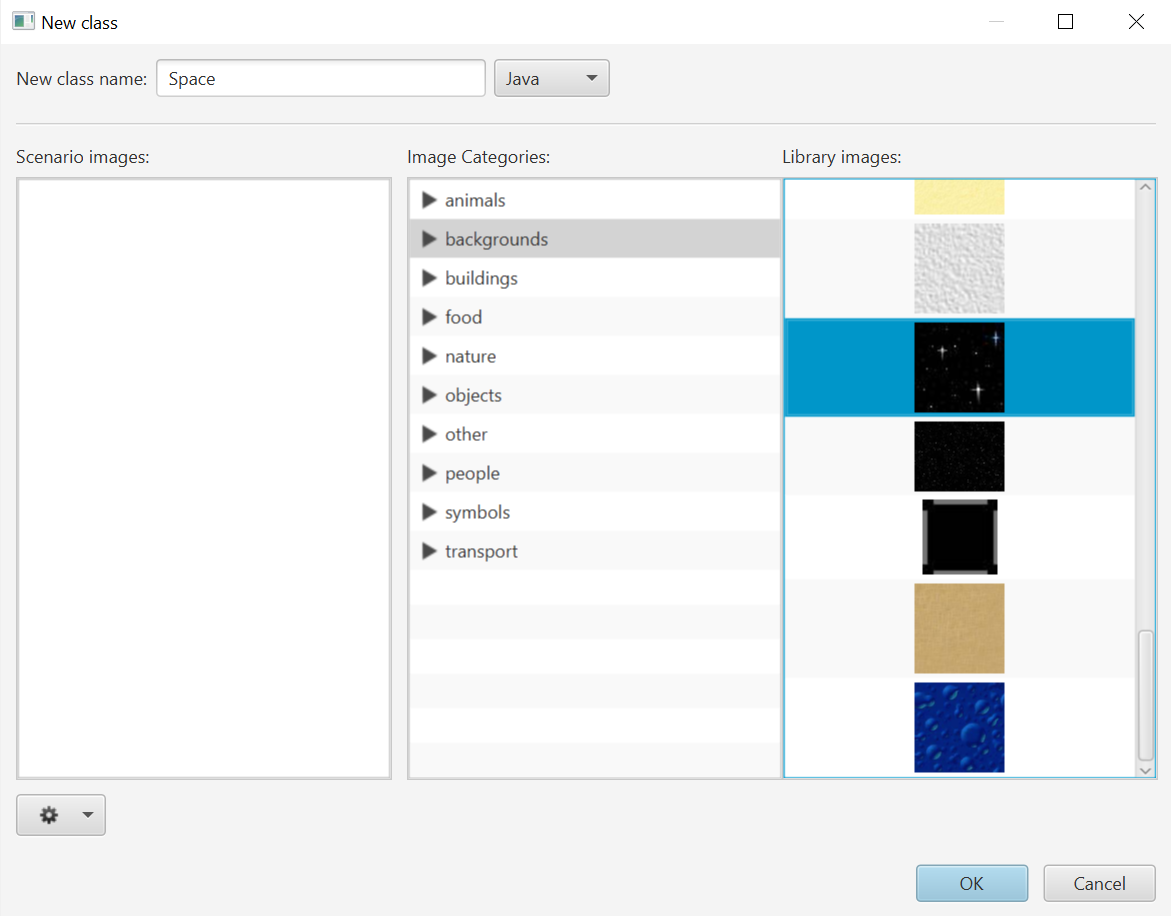 New class
New class name: Space Java
Scenario images: Image Categories: Library images:
animals
backgrounds
buildings
food
nature
objects
other
people
symbols
transport
OK Cancel